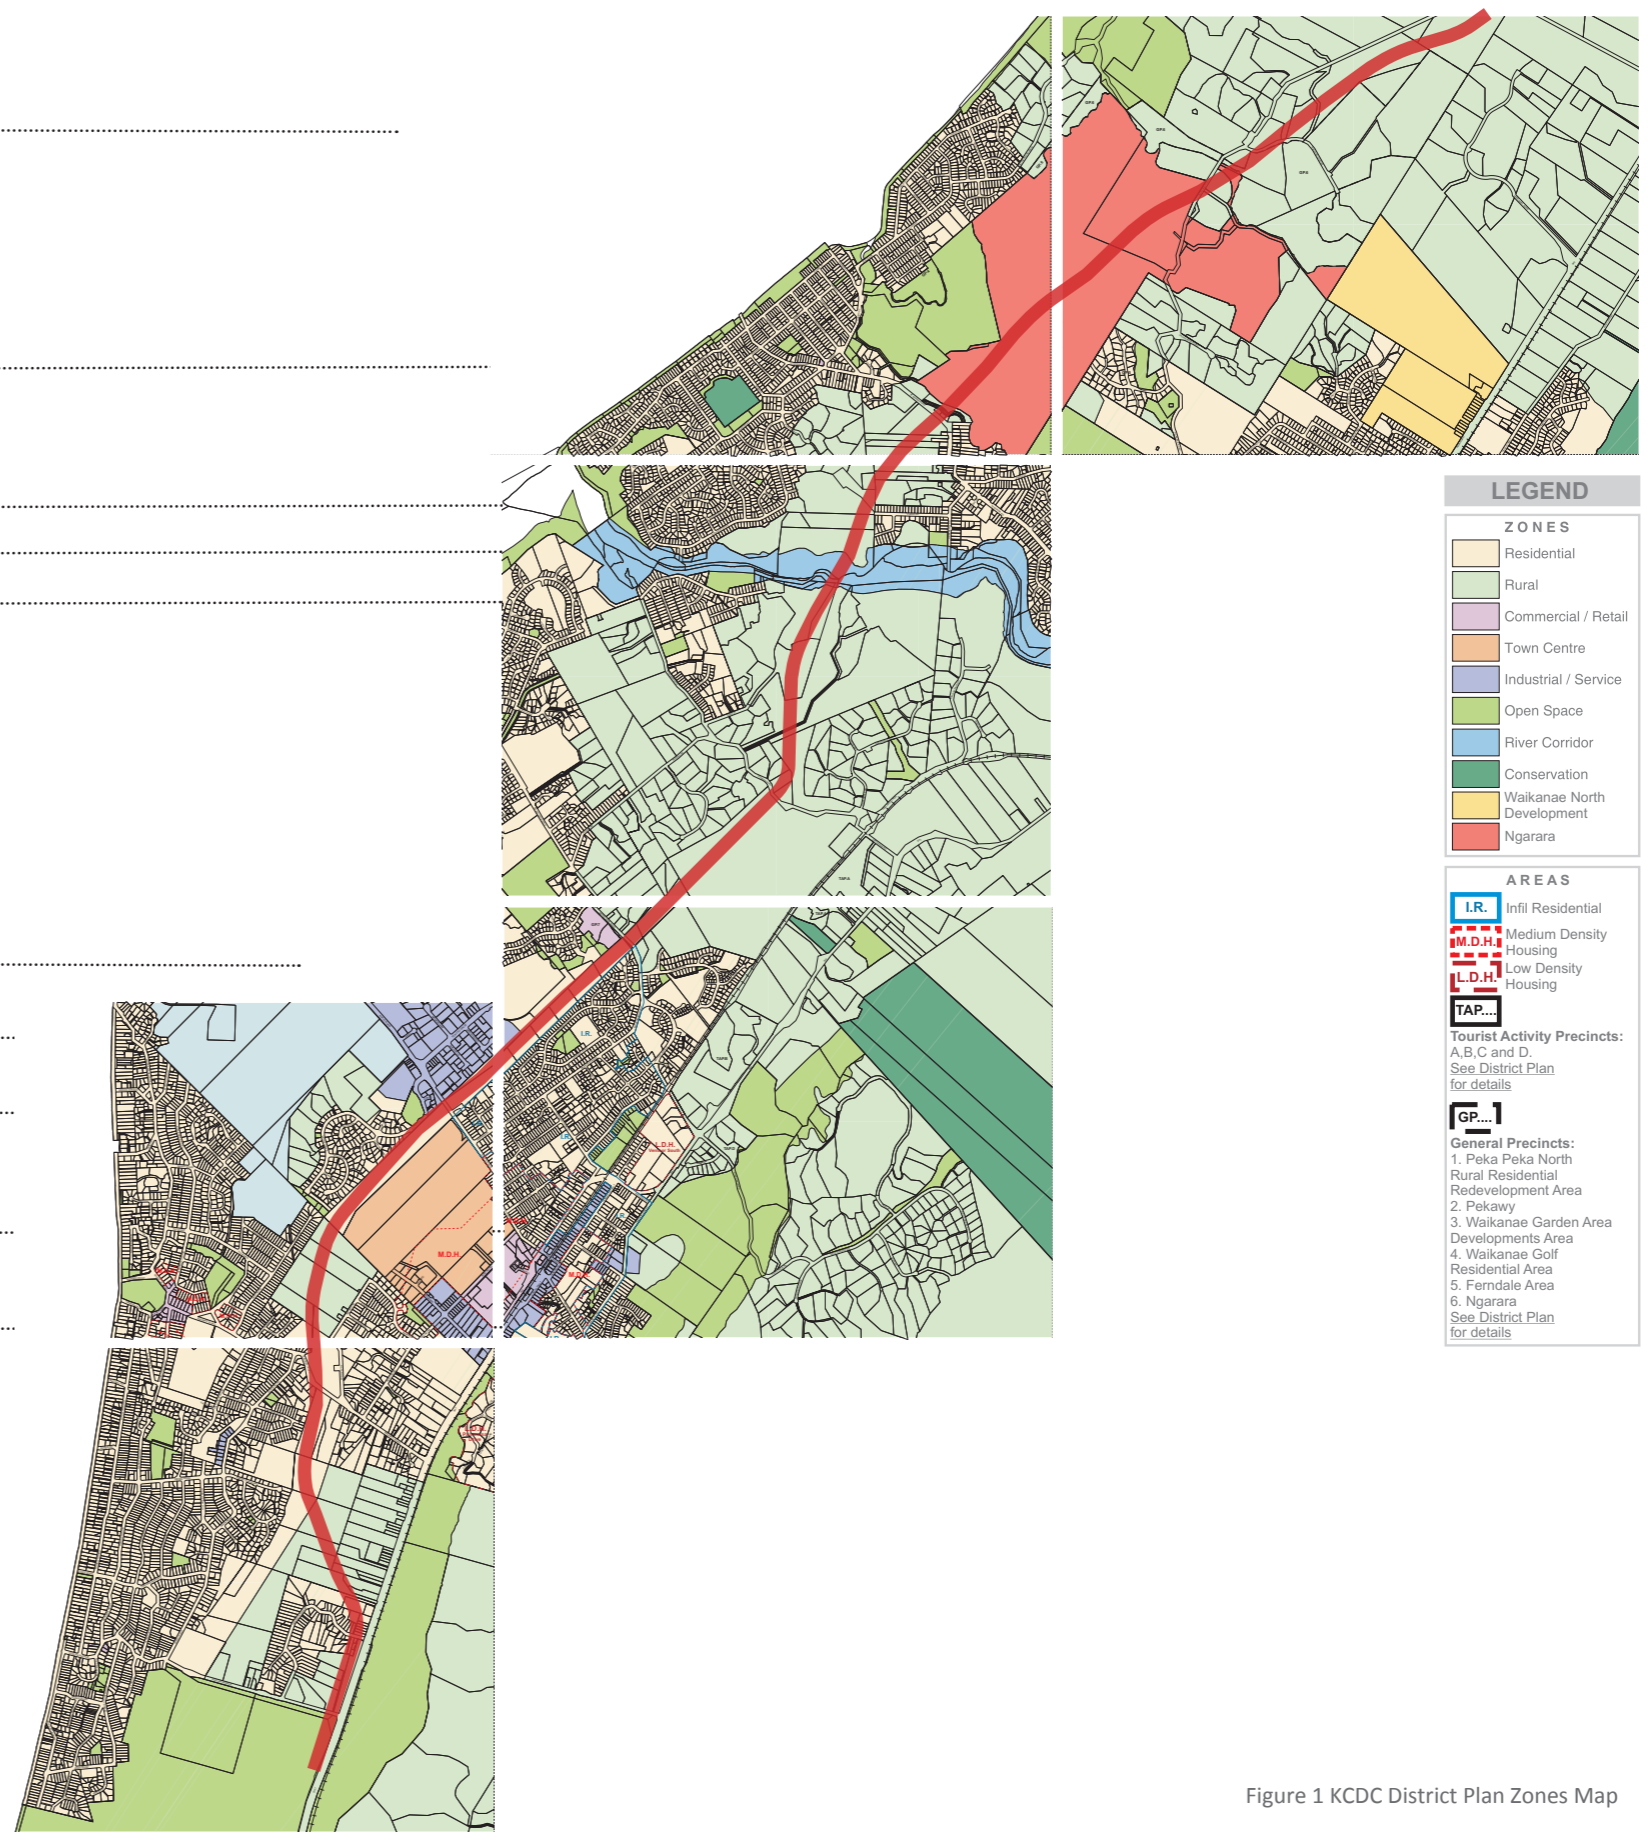 LEGEND
ZONES
Residential
Rural
Commercial / Retail
Town Centre
Industrial / Service
Open Space
River Corridor
Conservation
Waikanae North
Development
Ngarara
AREAS
I.R. Infil Residential
M.D.H. Medium Density
Housing
L.D.H. Low Density
Housing
TAP....
Tourist Activity Precincts:
A,B,C and D.
See District Plan
for details
GP....
General Precincts:
1. Peka Peka North
Rural Residential
Redevelopment Area
2. Pekawy
3. Waikanae Garden Area
Developments Area
4. Waikanae Golf
Residential Area
5. Ferndale Area
6. Ngarara
See District Plan
for details
I.R.
I.R.
L.D.H.
M.D.H.
Figure 1 KCDC District Plan Zones Map